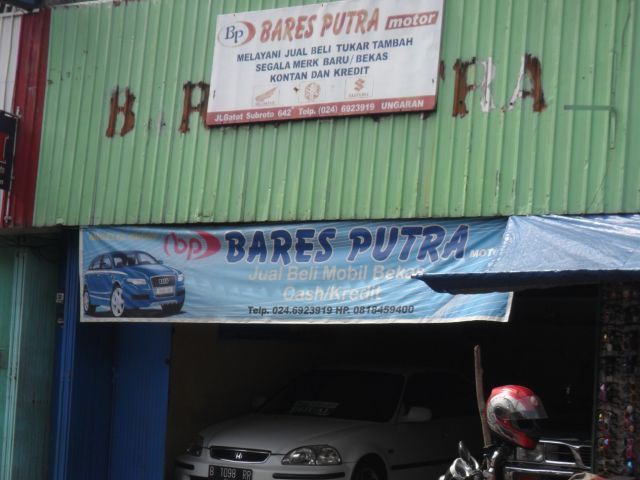 BP BARES PUTRA motor
MELAYANI JUAL BELI TUKAR TAMBAH
SEGALA MERK BARU/BEKAS
KONTAN DAN KREDIT
Jl.Gatot Subroto 642 Telp. (024) 6923919 UNGARAN
bp BARES PUTRA MOTOR
Jual Beli Mobil Bekas
Cash/Kredit
Telp. 024.6923919 HP. 0818459400
B 1098 RR